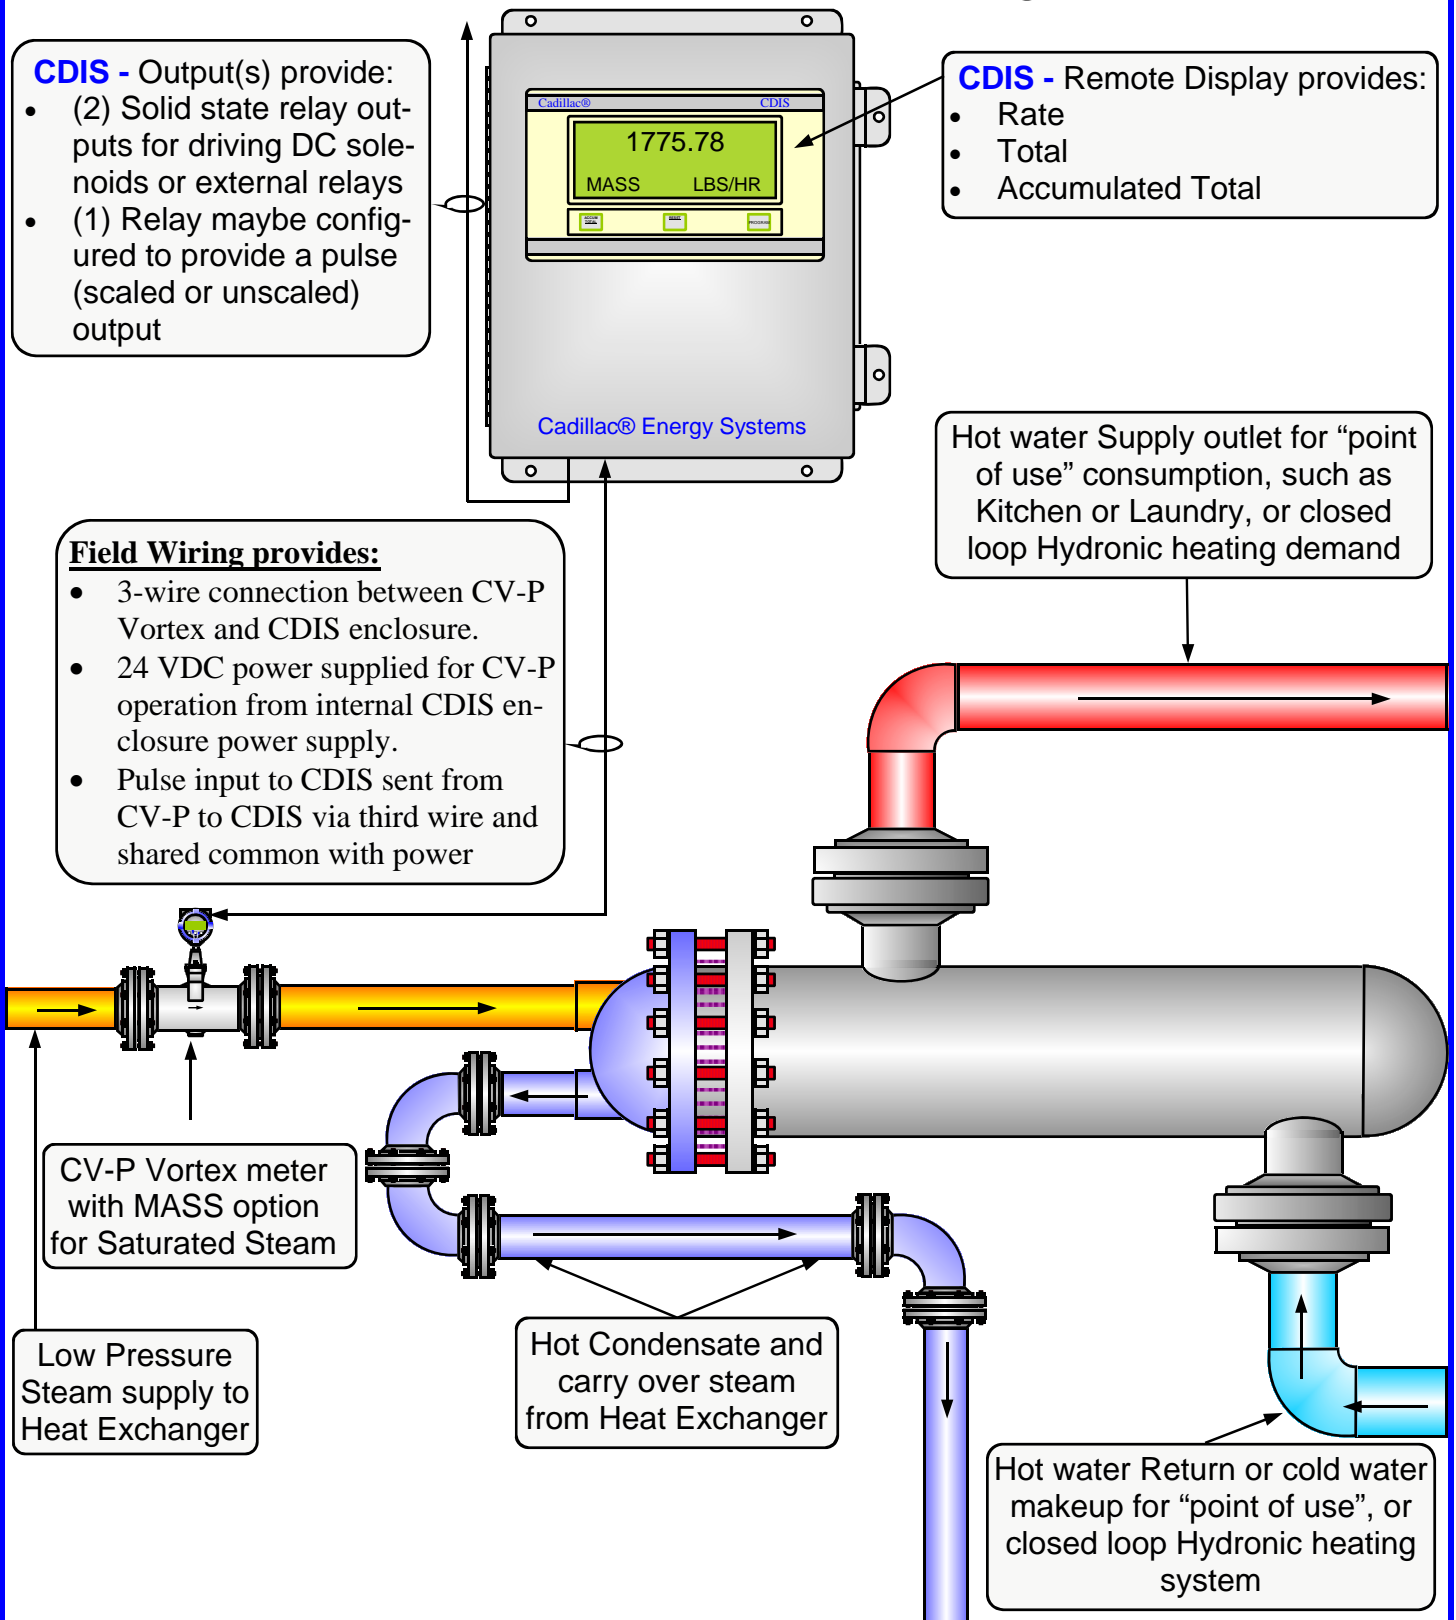 CDIS - Output(s) provide:
• (2) Solid state relay out-
puts for driving DC sole-
noids or external relays
• (1) Relay maybe config-
ured to provide a pulse
(scaled or unscaled)
output
Cadillac® CDIS
1775.78
MASS LBS/HR
ACCUM
TOTAL
RESET
PROGRAM
Cadillac® Energy Systems
CDIS - Remote Display provides:
• Rate
• Total
• Accumulated Total
Hot water Supply outlet for “point
of use” consumption, such as
Kitchen or Laundry, or closed
loop Hydronic heating demand
Field Wiring provides:
• 3-wire connection between CV-P
Vortex and CDIS enclosure.
• 24 VDC power supplied for CV-P
operation from internal CDIS en-
closure power supply.
• Pulse input to CDIS sent from
CV-P to CDIS via third wire and
shared common with power
CV-P Vortex meter
with MASS option
for Saturated Steam
Low Pressure
Steam supply to
Heat Exchanger
Hot Condensate and
carry over steam
from Heat Exchanger
Hot water Return or cold water
makeup for “point of use”, or
closed loop Hydronic heating
system